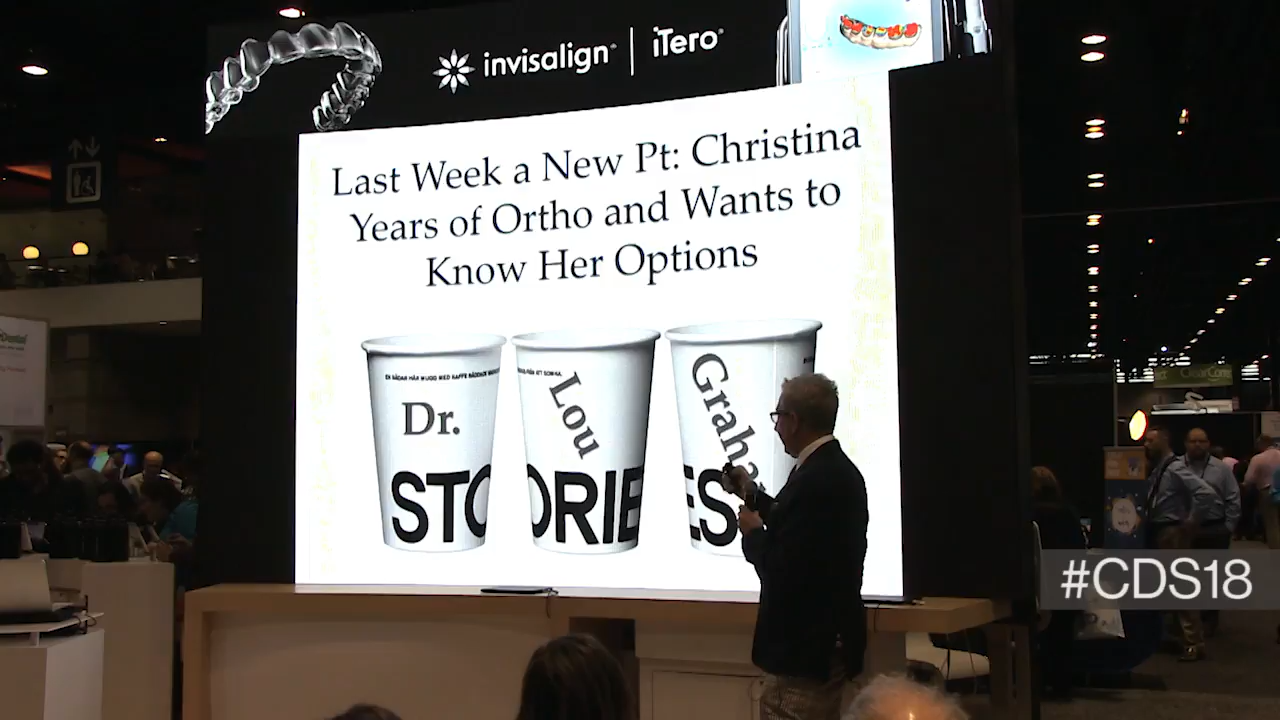 invisalign® | iTero®
Last Week a New Pt: Christina
Years of Ortho and Wants to
Know Her Options
Dr.
STO
Lou
ORIE
Graha
ES
#CDS18